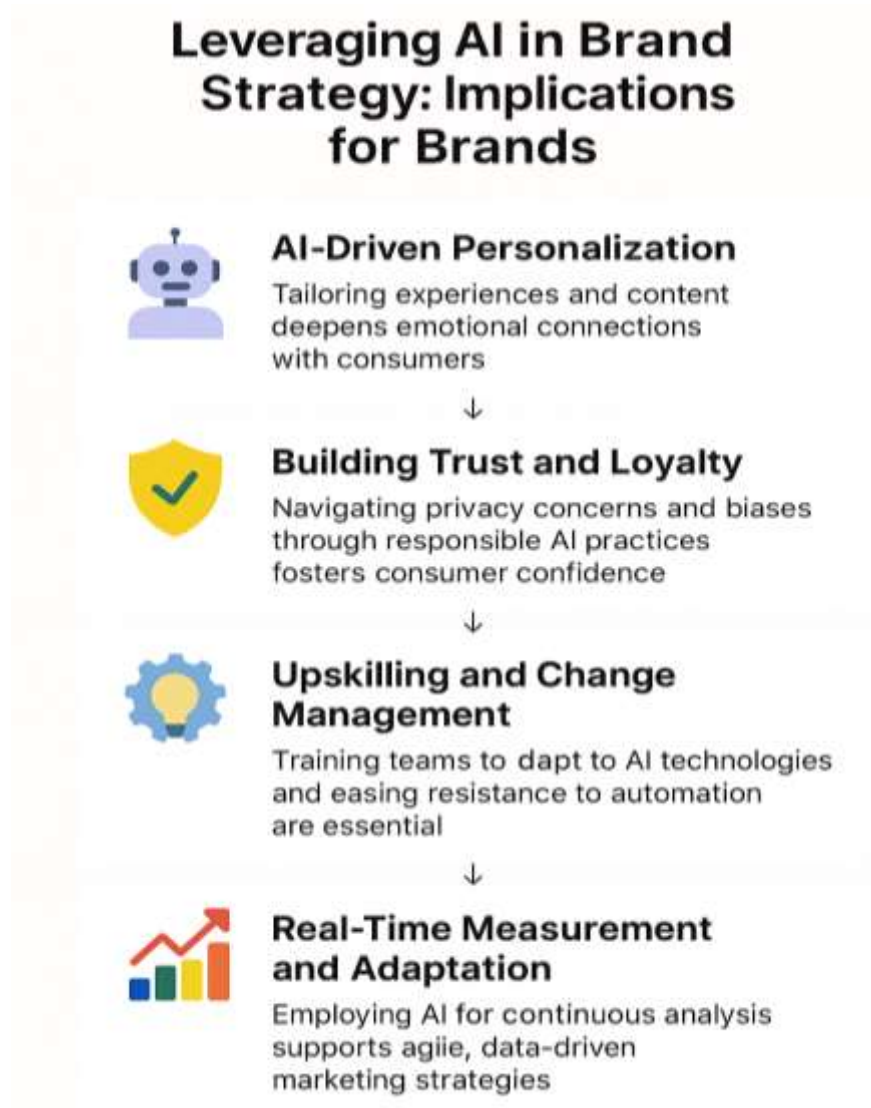 Leveraging AI in Brand
Strategy: Implications
for Brands
AI-Driven Personalization
Tailoring experiences and content
deepens emotional connections
with consumers
↓
Building Trust and Loyalty
Navigating privacy concerns and biases
through responsible AI practices
fosters consumer confidence
↓
Upskilling and Change
Management
Training teams to dapt to AI technologies
and easing resistance to automation
are essential
↓
Real-Time Measurement
and Adaptation
Employing AI for continuous analysis
supports agiie, data-driven
marketing strategies